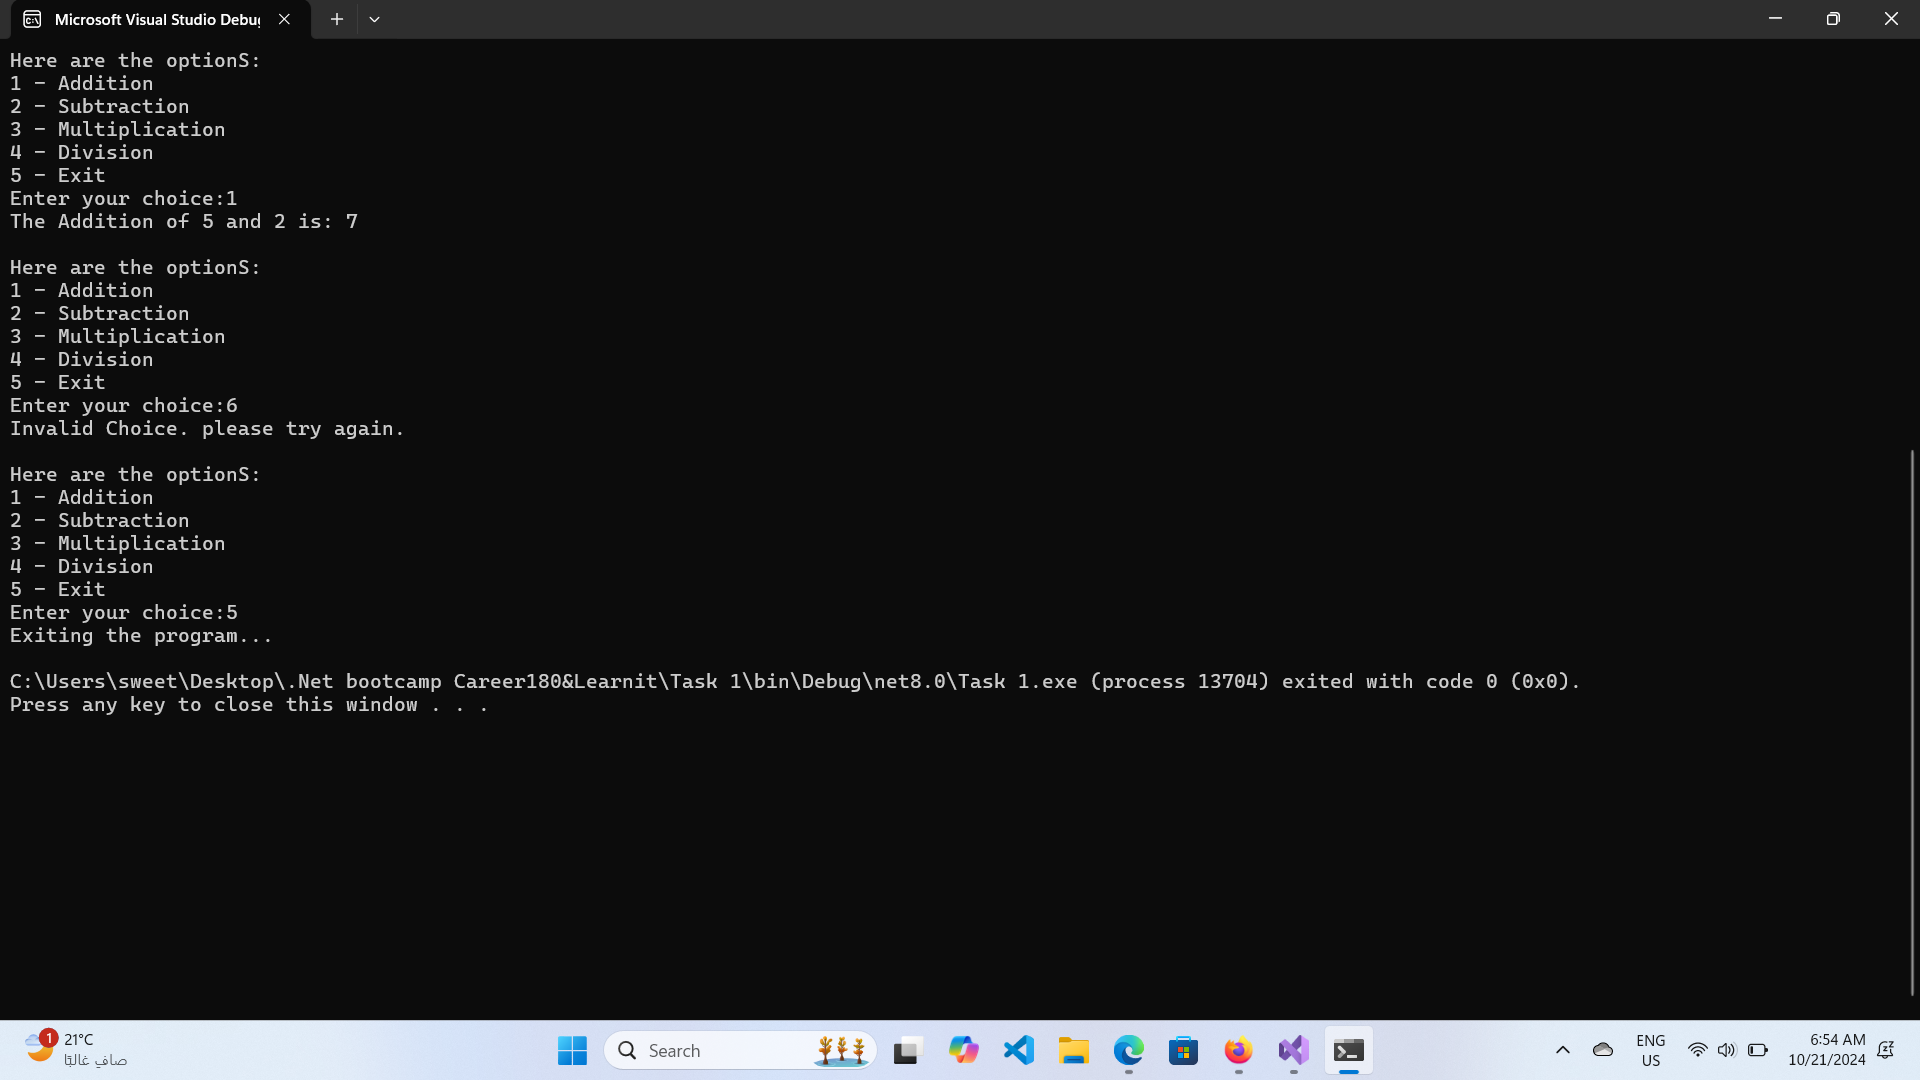 Microsoft Visual Studio Debug
Here are the optionS:
1 - Addition
2 - Subtraction
3 - Multiplication
4 - Division
5 - Exit
Enter your choice:1
The Addition of 5 and 2 is: 7
Here are the optionS:
1 - Addition
2 - Subtraction
3 - Multiplication
4 - Division
5 - Exit
Enter your choice:6
Invalid Choice. please try again.
Here are the optionS:
1 - Addition
2 - Subtraction
3 - Multiplication
4 - Division
5 - Exit
Enter your choice:5
Exiting the program...
C:\Users\sweet\Desktop\.Net bootcamp Career180&Learnit\Task 1\bin\Debug\net8.0\Task 1.exe (process 13704) exited with code 0 (0x0).
Press any key to close this window . . .
1
21°C
صافٍ غالبًا
Search
ENG
US
6:54 AM
10/21/2024